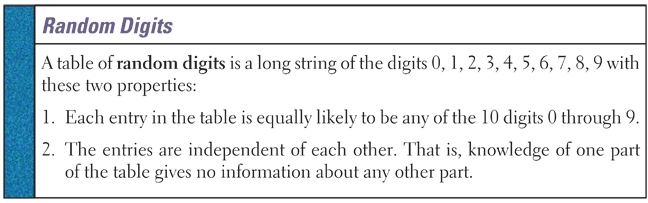 Random Digits
A table of random digits is a long string of the digits 0, 1, 2, 3, 4, 5, 6, 7, 8, 9 with
these two properties:
1. Each entry in the table is equally likely to be any of the 10 digits 0 through 9.
2. The entries are independent of each other. That is, knowledge of one part
of the table gives no information about any other part.